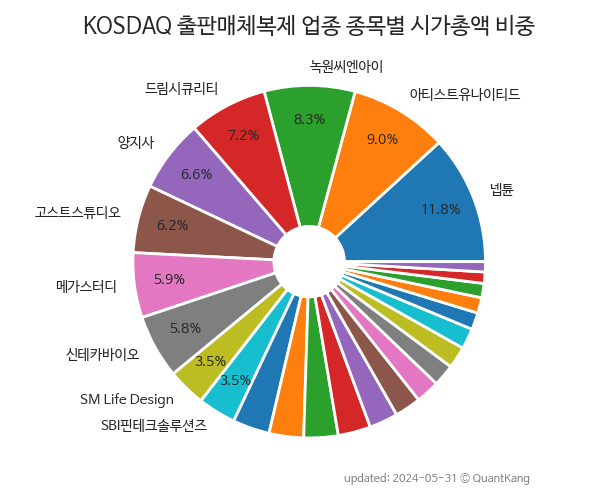 KOSDAQ 출판매체복제 업종 종목별 시가총액 비중
녹원씨엔아이
드림시큐리티
아티스트유나이티드
8.3%
7.2%
9.0%
양지사
6.6%
넵튠
11.8%
고스트스튜디오
6.2%
메가스터디
5.9%
5.8%
신테카바이오
3.5%
3.5%
SM Life Design
SBI핀테크솔루션즈
updated: 2024-05-31 © QuantKang